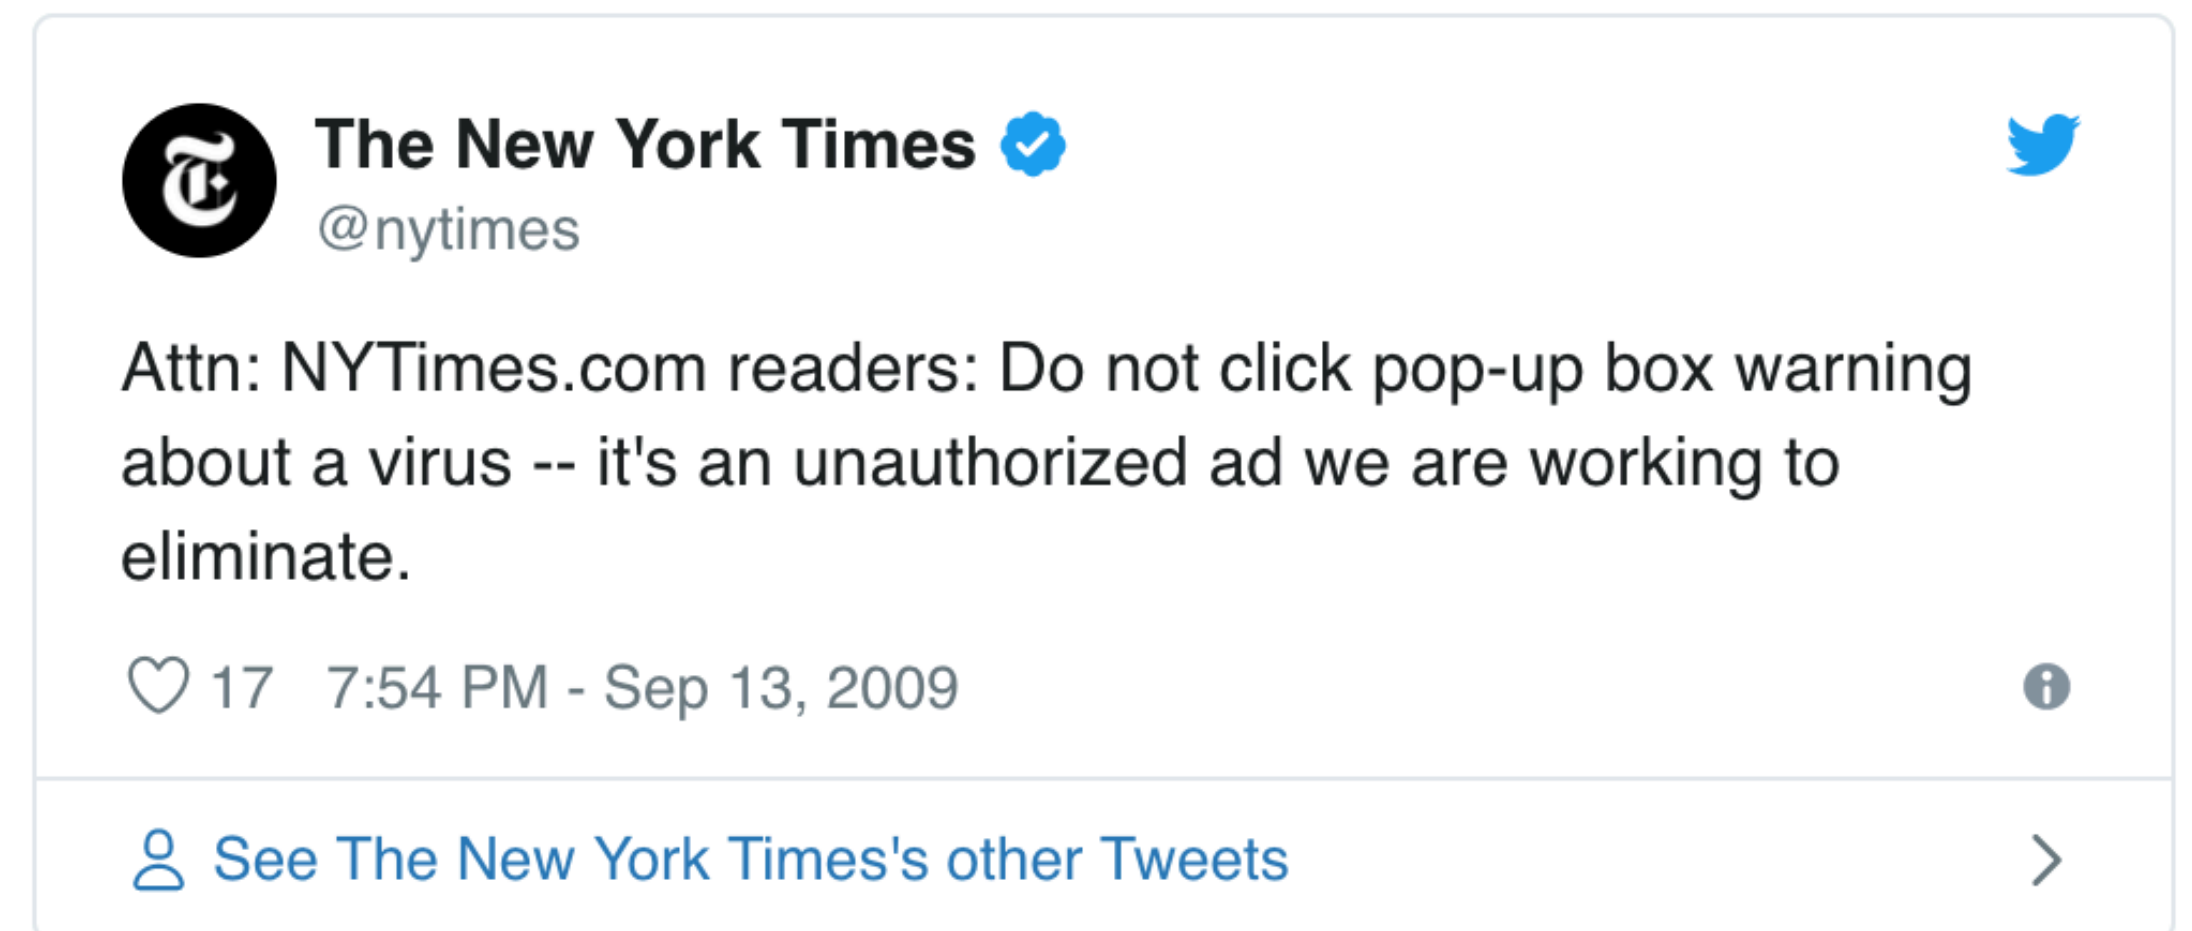 The New York Times
@nytimes
Attn: NYTimes.com readers: Do not click pop-up box warning
about a virus -- it's an unauthorized ad we are working to
eliminate.
17 7:54 PM - Sep 13, 2009
See The New York Times's other Tweets